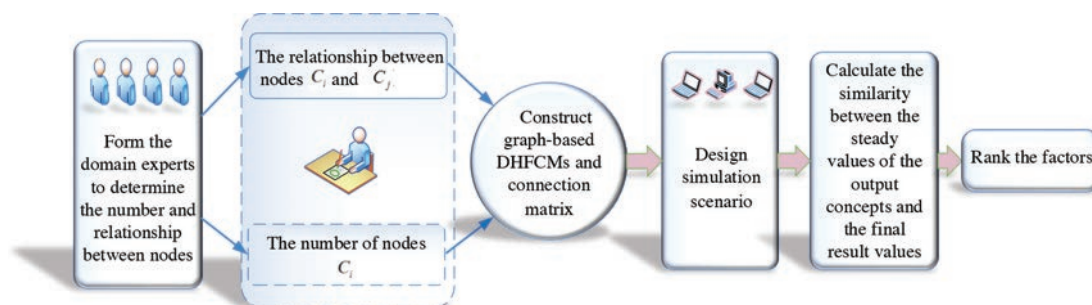 Form the
domain experts
to determine
the number and
relationship
between nodes
The relationship between
nodes C_i and C_j.
The number of nodes
C_i
Construct
graph-based
DHFCMs and
connection
matrix
Design
simulation
scenario
Calculate the
similarity
between the
steady
values of the
output
concepts and
the final
result values
Rank the factors